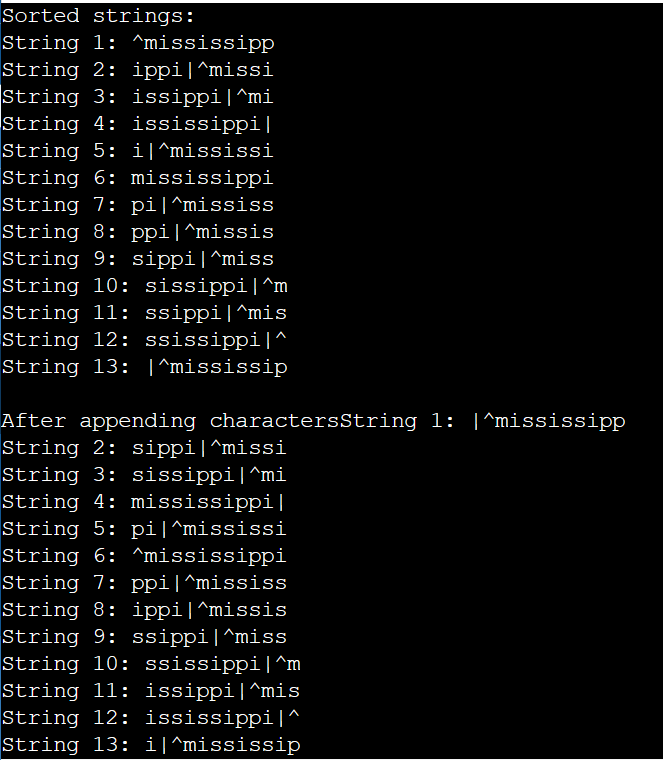 Sorted strings:
String 1: ^mississipp
String 2: ippi|^missi
String 3: issippi|^mi
String 4: ississippi|
String 5: i|^mississi
String 6: mississippi
String 7: pi|^mississ
String 8: ppi|^missis
String 9: sippi|^miss
String 10: sissippi|^m
String 11: ssippi|^mis
String 12: ssissippi|^
String 13: |^mississip
After appending charactersString 1: |^mississipp
String 2: sippi|^missi
String 3: sissippi|^mi
String 4: mississippi|
String 5: pi|^mississi
String 6: ^mississippi
String 7: ppi|^mississ
String 8: ippi|^missis
String 9: ssippi|^miss
String 10: ssissippi|^m
String 11: issippi|^mis
String 12: ississippi|^
String 13: i|^mississip